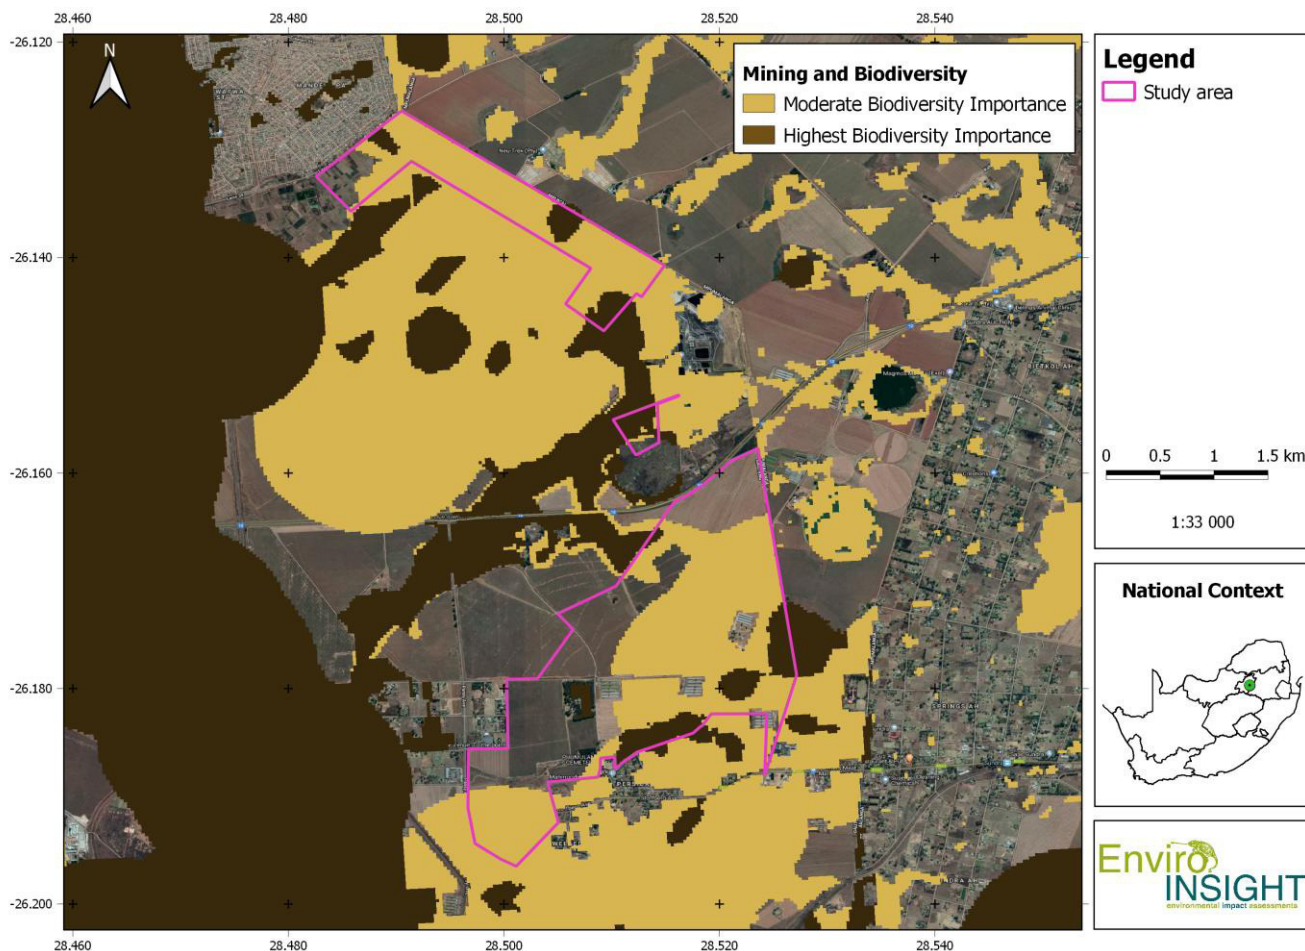 28.460 28.480 28.500 28.520 28.540
-26.120
-26.140
-26.160
-26.180
-26.200
N
Mining and Biodiversity
Moderate Biodiversity Importance
Highest Biodiversity Importance
SPRINGS AH
28.460 28.480 28.500 28.520 28.540
Legend
Study area
0 0.5 1 1.5 km
1:33 000
National Context
Enviro
INSIGHT
environmental impact assessments